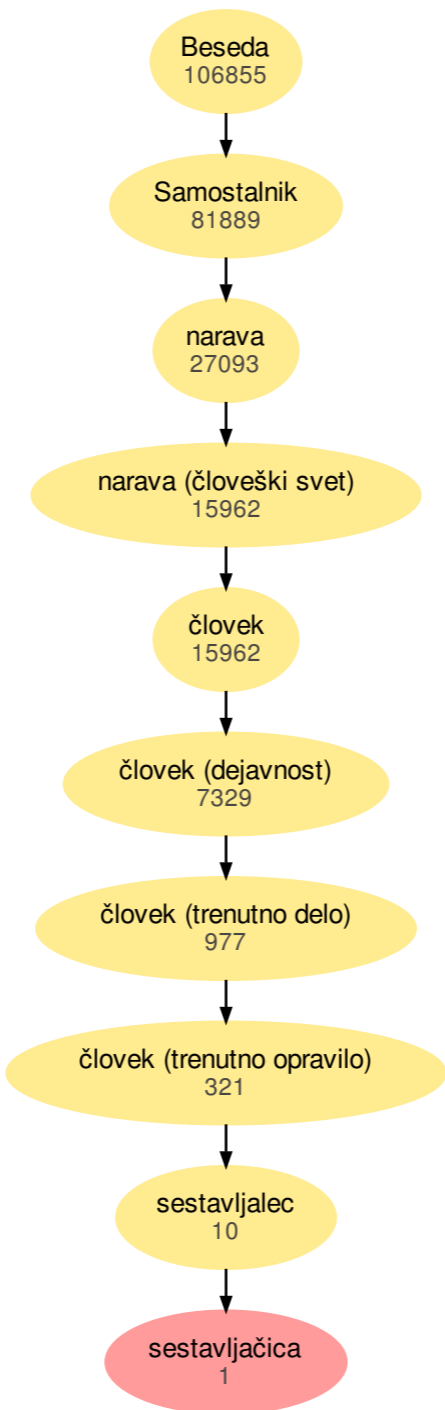 Beseda
106855
Samostalnik
81889
narava
27093
narava (človeški svet)
15962
človek
15962
človek (dejavnost)
7329
človek (trenutno delo)
977
človek (trenutno opravilo)
321
sestavljalec
10
sestavljačica
1